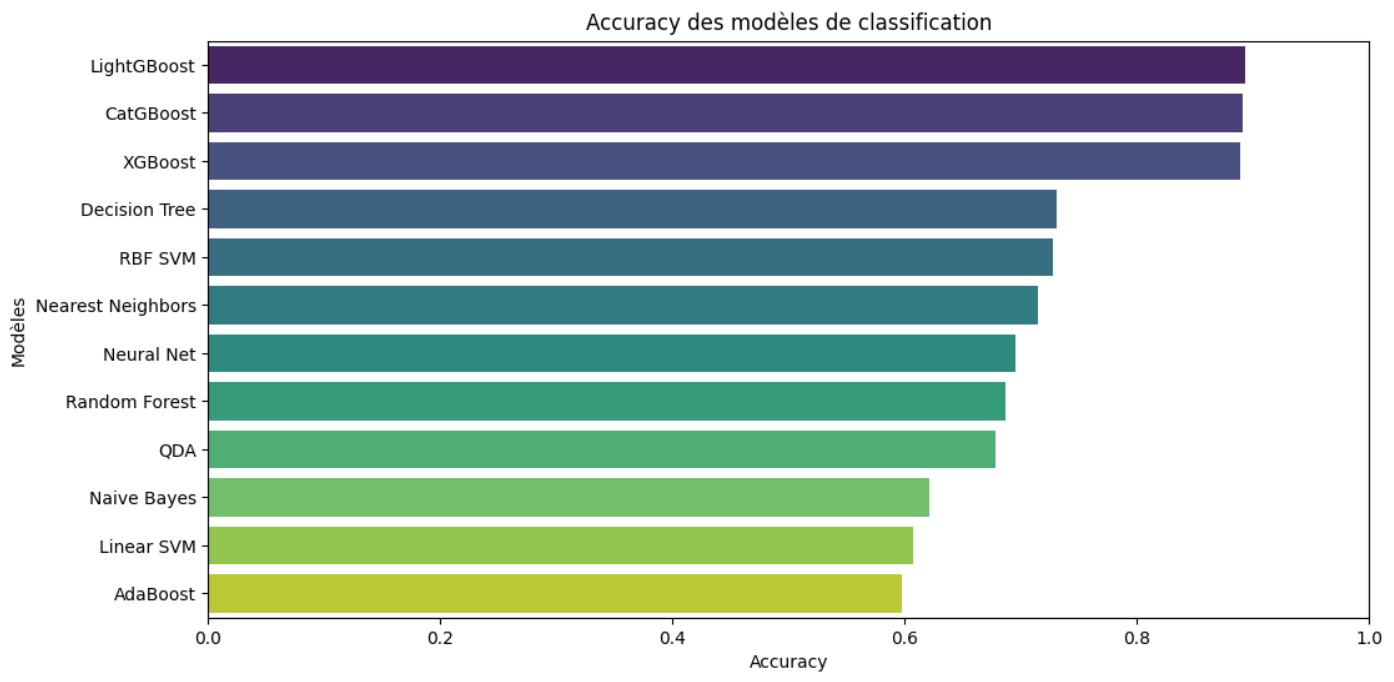 Accuracy des modèles de classification
Modèles
LightGBoost
CatGBoost
XGBoost
Decision Tree
RBF SVM
Nearest Neighbors
Neural Net
Random Forest
QDA
Naive Bayes
Linear SVM
AdaBoost
0.0 0.2 0.4 0.6 0.8 1.0
Accuracy